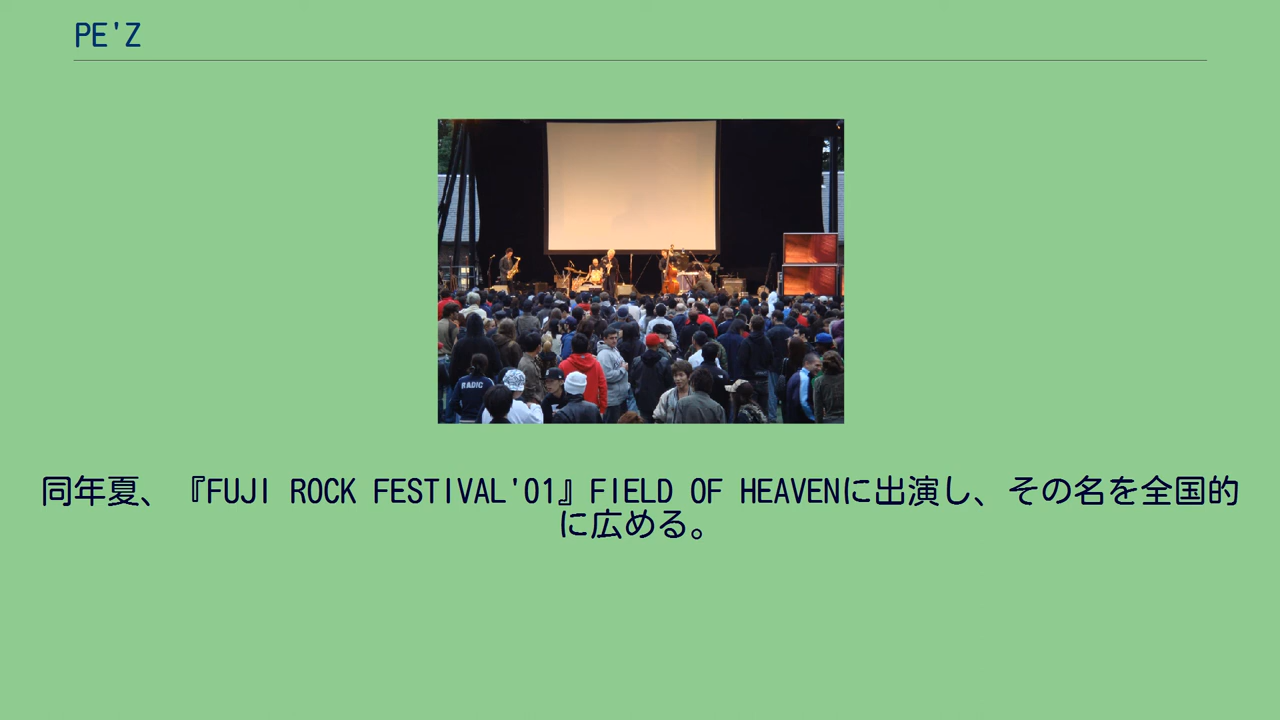 PE'Z
RADIC
同年夏、『FUJI ROCK FESTIVAL'01』FIELD OF HEAVENに出演し、その名を全国的
に広める。